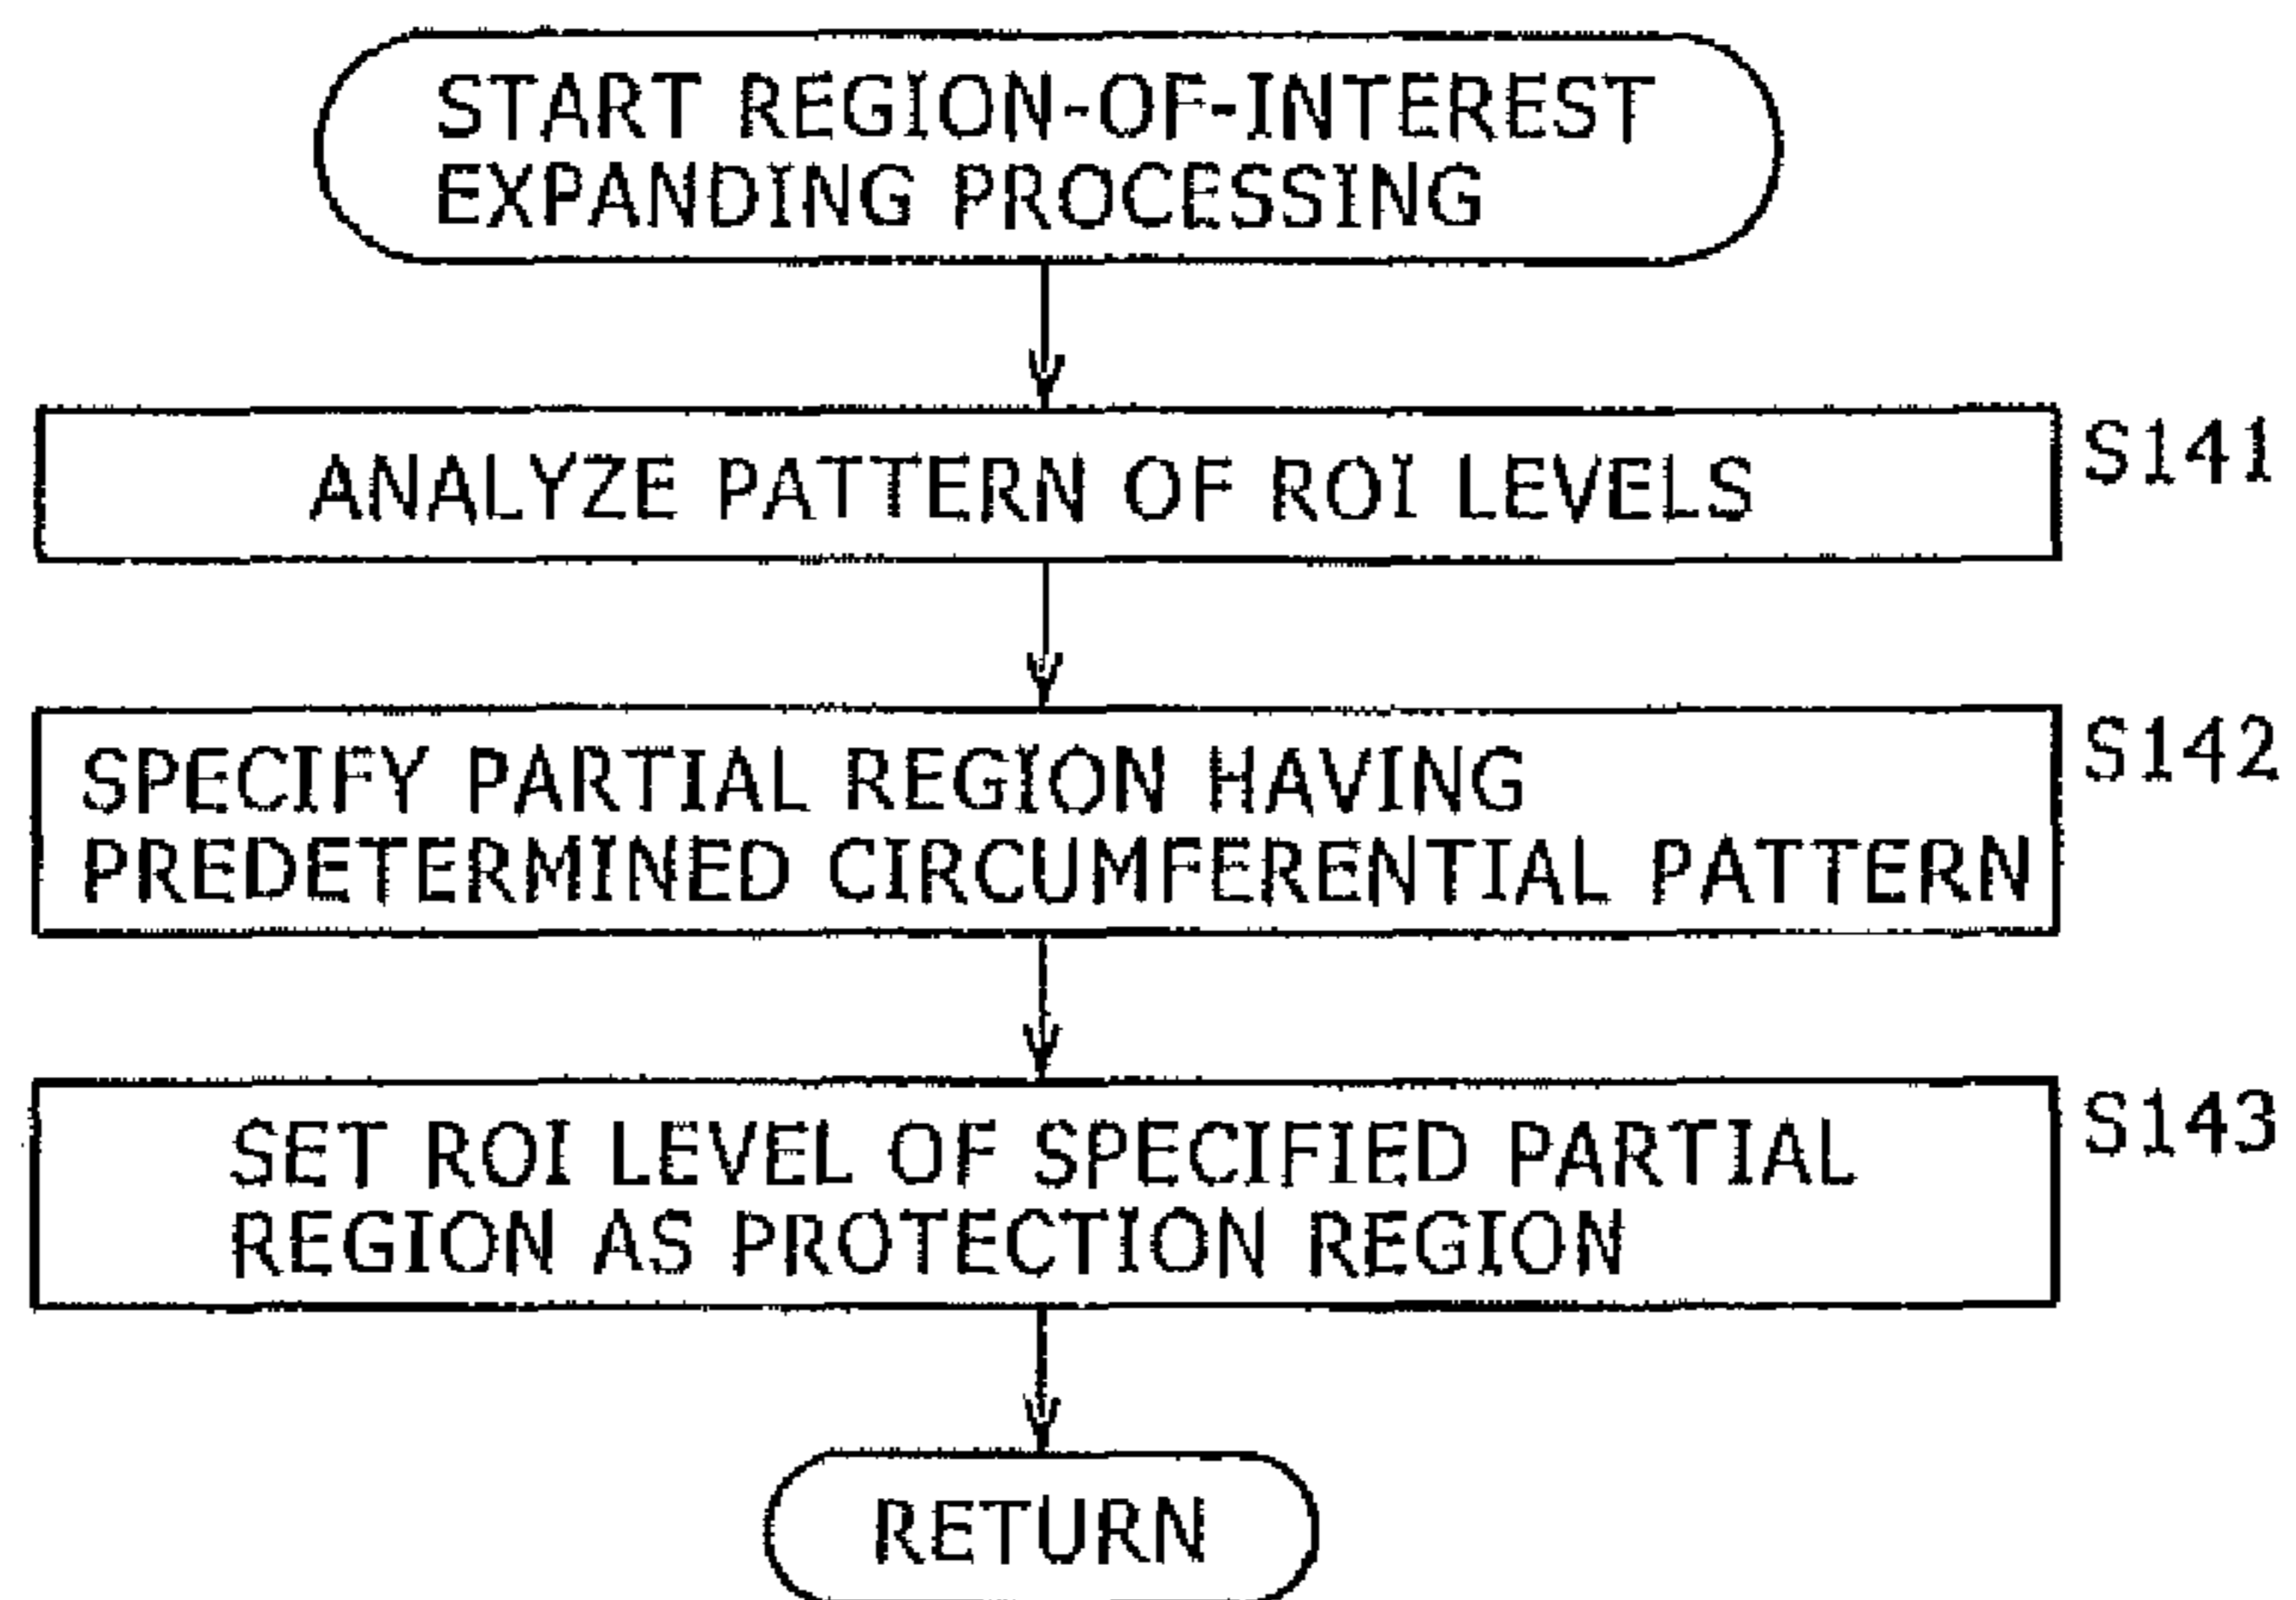 START REGION-OF-INTEREST
EXPANDING PROCESSING
ANALYZE PATTERN OF ROI LEVELS
S141
SPECIFY PARTIAL REGION HAVING
PREDETERMINED CIRCUMFERENTIAL PATTERN
S142
SET ROI LEVEL OF SPECIFIED PARTIAL
REGION AS PROTECTION REGION
S143
RETURN